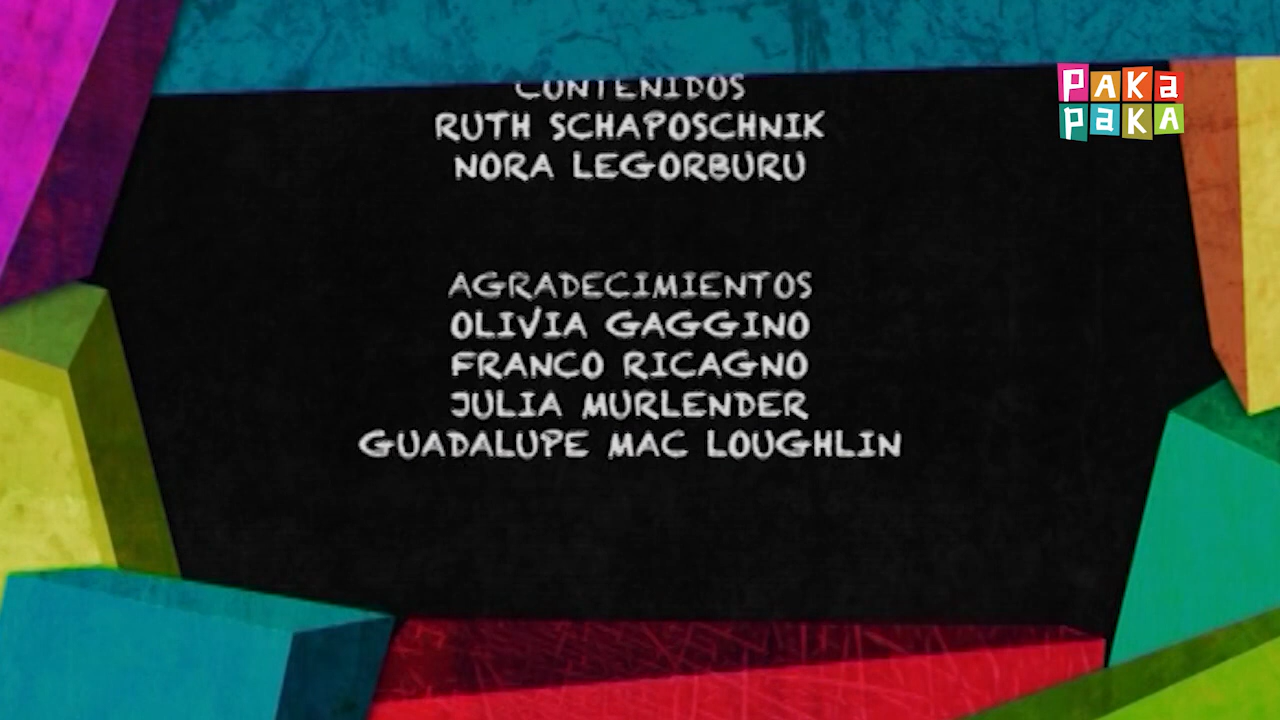 CONTENIDOS
RUTH SCHAPOSCHNIK
NORA LEGORBURU
AGRADECIMIENTOS
OLIVIA GAGGINO
FRANCO RICAGNO
JULIA MURLENDER
GUADALUPE MAC LOUGHLIN
PAKa
PaKA